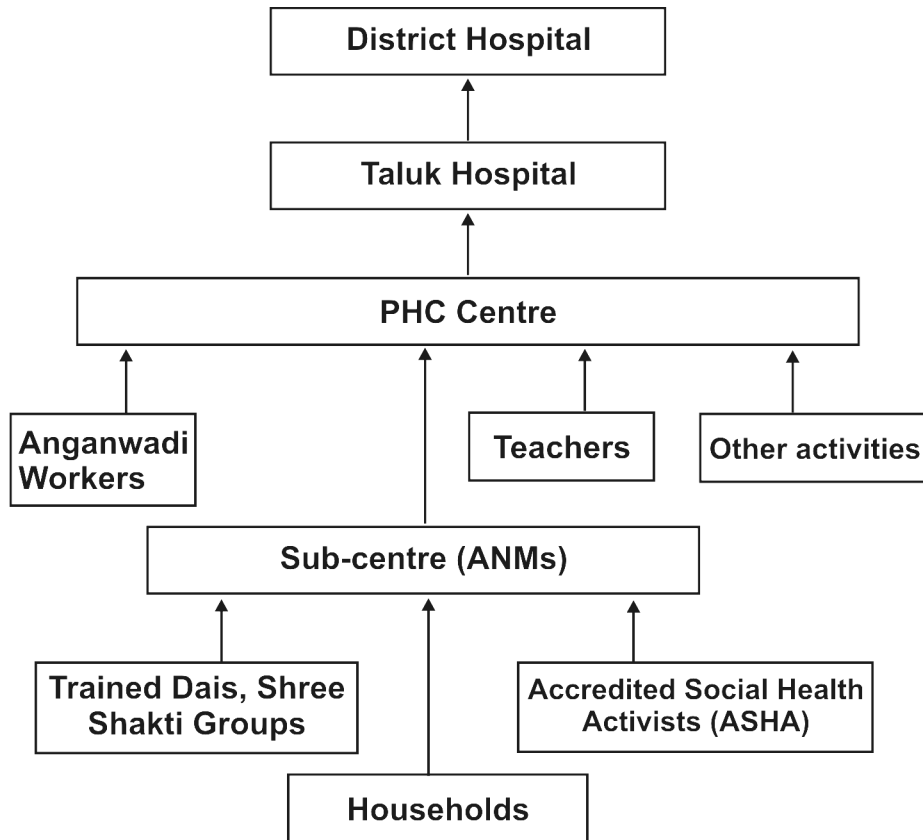 District Hospital
Taluk Hospital
PHC Centre
Anganwadi
Workers
Teachers
Other activities
Sub-centre (ANMs)
Trained Dais, Shree
Shakti Groups
Accredited Social Health
Activists (ASHA)
Households